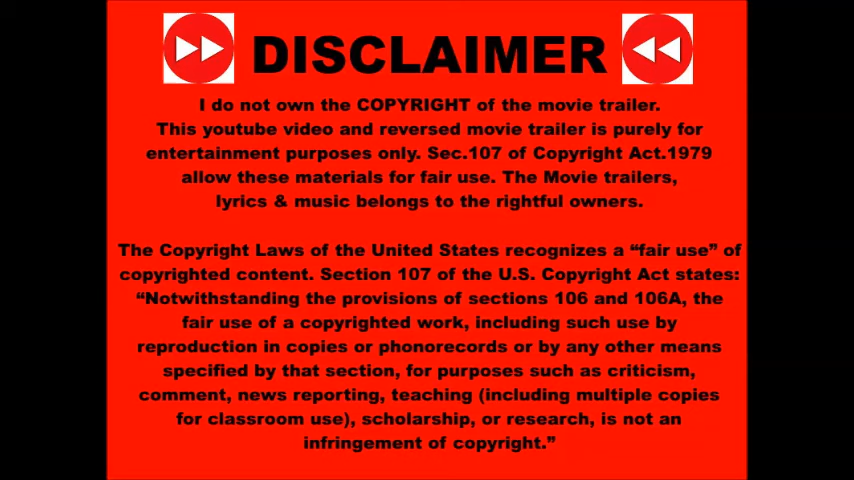 DISCLAIMER
I do not own the COPYRIGHT of the movie trailer.
This youtube video and reversed movie trailer is purely for
entertainment purposes only. Sec.107 of Copyright Act.1979
allow these materials for fair use. The Movie trailers,
lyrics & music belongs to the rightful owners.
The Copyright Laws of the United States recognizes a “fair use” of
copyrighted content. Section 107 of the U.S. Copyright Act states:
“Notwithstanding the provisions of sections 106 and 106A, the
fair use of a copyrighted work, including such use by
reproduction in copies or phonorecords or by any other means
specified by that section, for purposes such as criticism,
comment, news reporting, teaching (including multiple copies
for classroom use), scholarship, or research, is not an
infringement of copyright.”